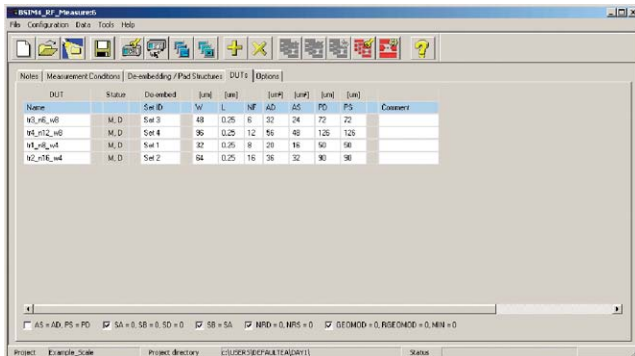 BSIM4_RF_Measure:6
File Configuration Data Tools Help
Notes Measurement Conditions De-embedding / Pad Structures DUTs Options
DUT Status De-embed [um] [um] [um²] [um²] [um] [um]
Name Set ID W L NF AD AS PD PS Comment
tr3_n6_w8 M, D Set 3 48 0.25 6 32 24 72 72
tr4_n12_w8 M, D Set 4 96 0.25 12 56 48 126 126
tr1_n8_w4 M, D Set 1 32 0.25 8 20 16 50 50
tr2_n16_w4 M, D Set 2 64 0.25 16 36 32 90 90
AS = AD, PS = PD SA = 0, SB = 0, SD = 0 SB = SA NRD = 0, NRS = 0 GEOMOD = 0, RGEOMOD = 0, MIN = 0
Project Example_Scale Project directory c:\USERS\DEFAULTEA\DAY1\ Status